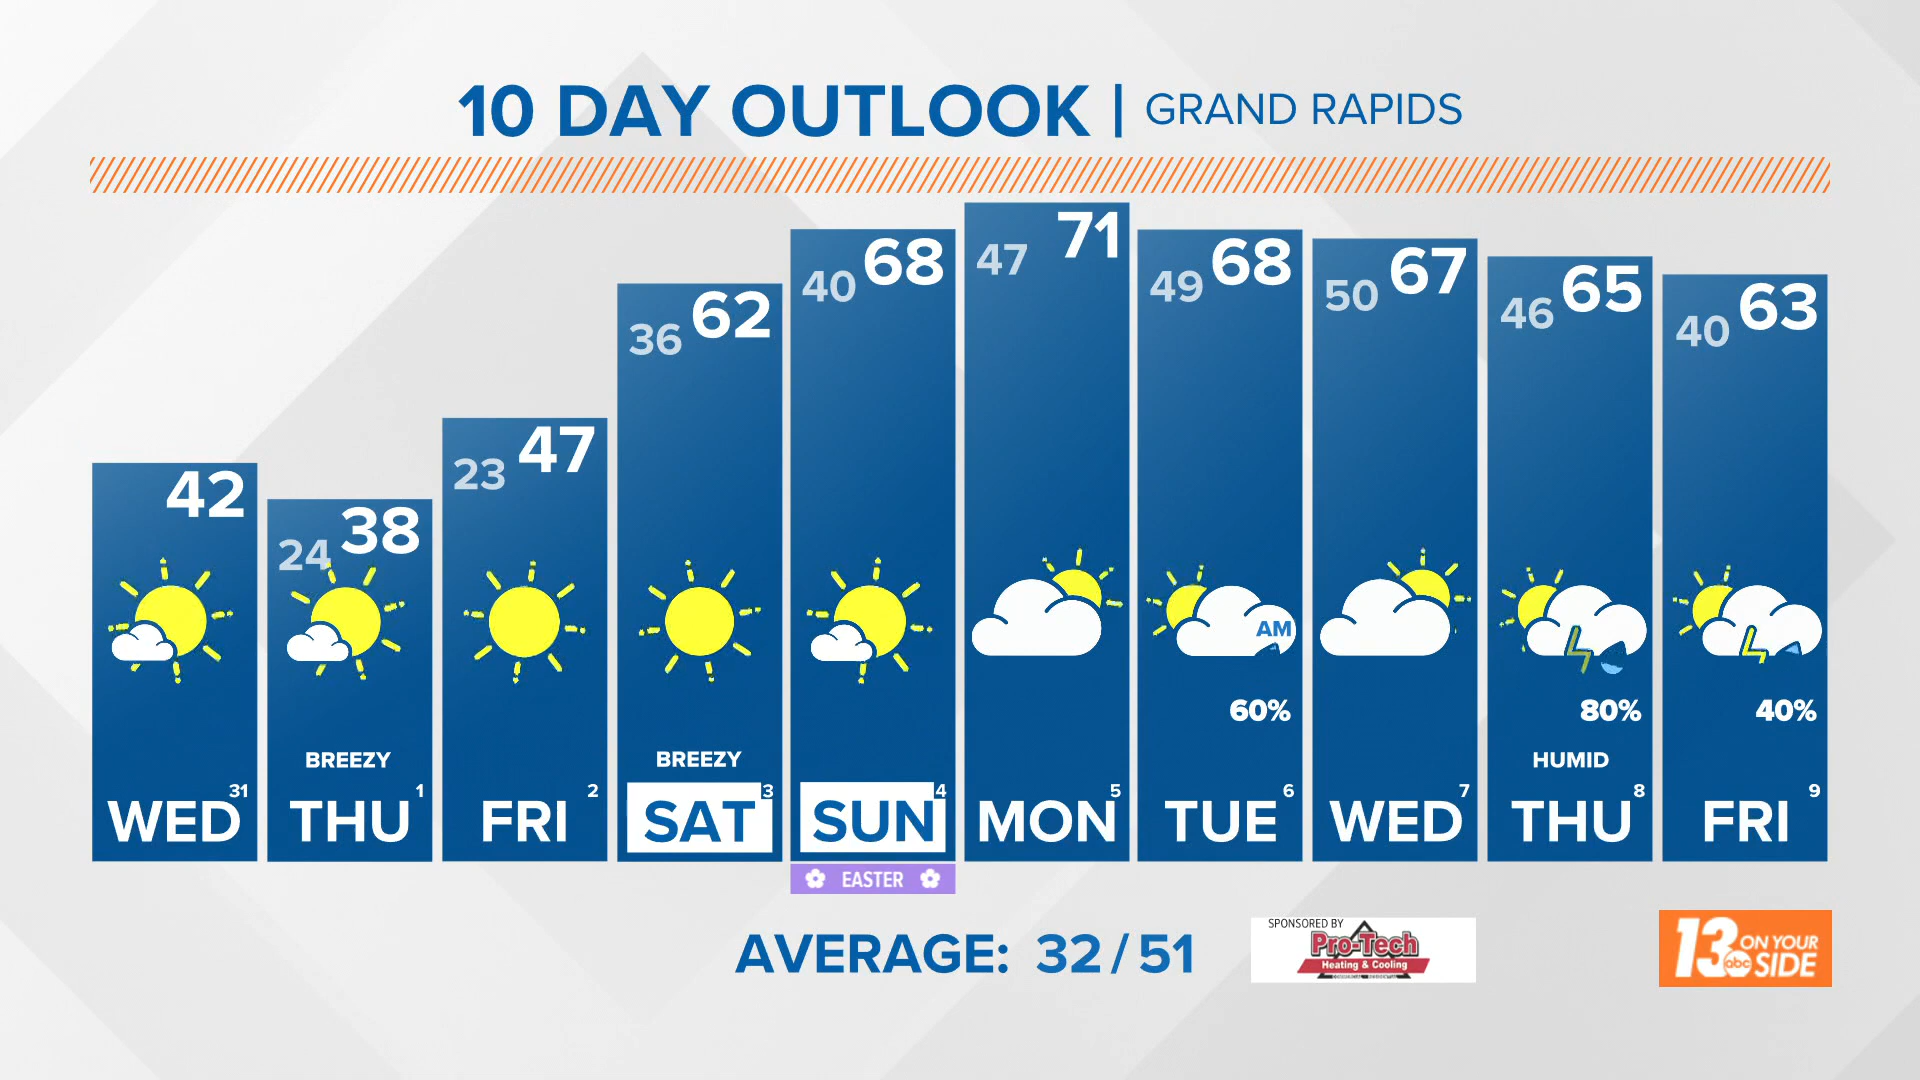 10 DAY OUTLOOK | GRAND RAPIDS
42
WED 31
24 38
BREEZY
THU 1
23 47
FRI 2
36 62
BREEZY
SAT 3
40 68
SUN 4
EASTER
47 71
MON 5
49 68
AM
60%
TUE 6
50 67
WED 7
46 65
80%
HUMID
THU 8
40 63
40%
FRI 9
AVERAGE: 32 / 51
SPONSORED BY
Pro-Tech
Heating & Cooling
13 ON YOUR
abc SIDE